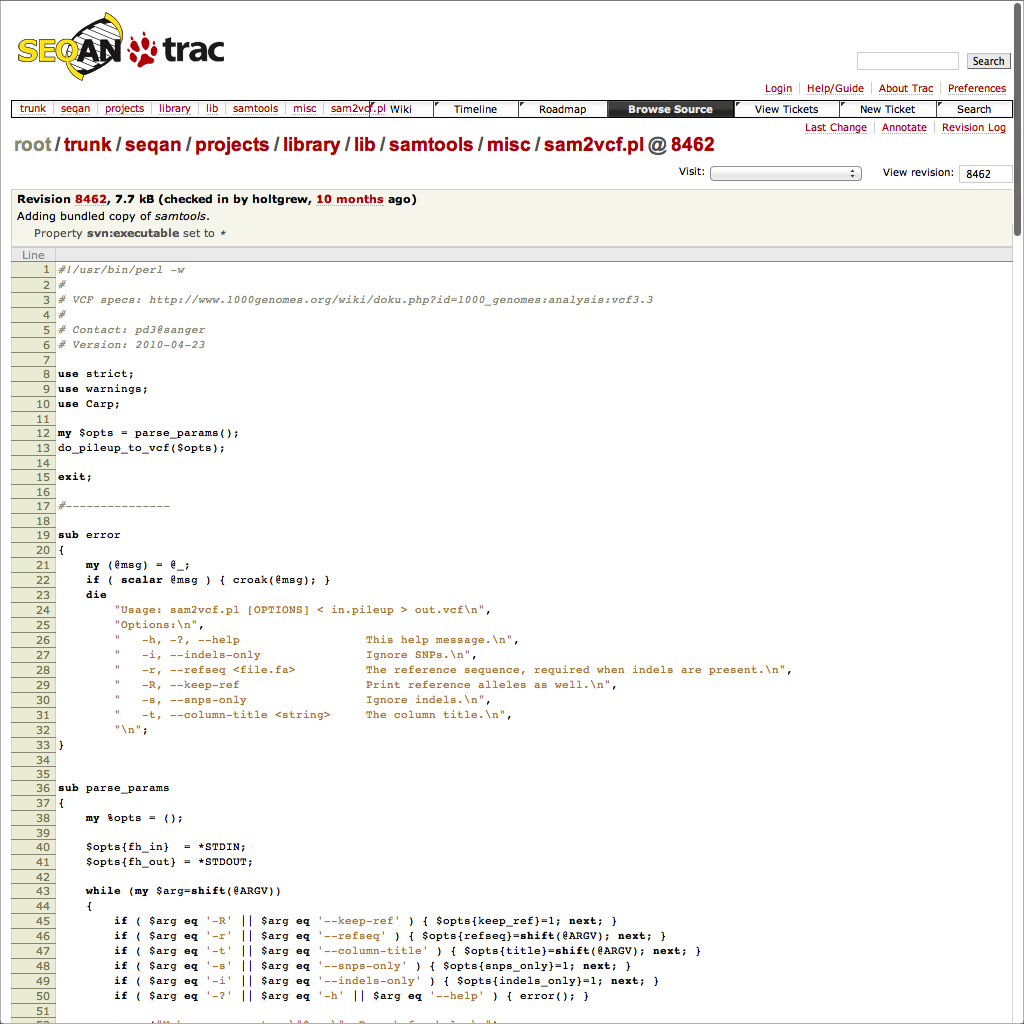 SEQAN trac
Search
Login Help/Guide About Trac Preferences
trunk seqan projects library lib samtools misc sam2vcf.pl Wiki Timeline Roadmap Browse Source View Tickets New Ticket Search
Last Change Annotate Revision Log
root / trunk / seqan / projects / library / lib / samtools / misc / sam2vcf.pl @ 8462
Visit: View revision: 8462
Revision 8462, 7.7 kB (checked in by holtgrew, 10 months ago)
Adding bundled copy of samtools.
Property svn:executable set to *
Line
1 #!/usr/bin/perl -w
2 #
3 # VCF specs: http://www.1000genomes.org/wiki/doku.php?id=1000_genomes:analysis:vcf3.3
4 #
5 # Contact: pd3@sanger
6 # Version: 2010-04-23
7
8 use strict;
9 use warnings;
10 use Carp;
11
12 my $opts = parse_params();
13 do_pileup_to_vcf($opts);
14
15 exit;
16
17 #---------------
18
19 sub error
20 {
21     my (@msg) = @_;
22     if ( scalar @msg ) { croak(@msg); }
23     die
24         "Usage: sam2vcf.pl [OPTIONS] < in.pileup > out.vcf\n",
25         "Options:\n",
26         "   -h, -?, --help                  This help message.\n",
27         "   -i, --indels-only               Ignore SNPs.\n",
28         "   -r, --refseq <file.fa>          The reference sequence, required when indels are present.\n",
29         "   -R, --keep-ref                  Print reference alleles as well.\n",
30         "   -s, --snps-only                 Ignore indels.\n",
31         "   -t, --column-title <string>     The column title.\n",
32         "\n";
33 }
34
35
36 sub parse_params
37 {
38     my %opts = ();
39
40     $opts{fh_in}  = *STDIN;
41     $opts{fh_out} = *STDOUT;
42
43     while (my $arg=shift(@ARGV))
44     {
45         if ( $arg eq '-R' || $arg eq '--keep-ref' ) { $opts{keep_ref}=1; next; }
46         if ( $arg eq '-r' || $arg eq '--refseq' ) { $opts{refseq}=shift(@ARGV); next; }
47         if ( $arg eq '-t' || $arg eq '--column-title' ) { $opts{title}=shift(@ARGV); next; }
48         if ( $arg eq '-s' || $arg eq '--snps-only' ) { $opts{snps_only}=1; next; }
49         if ( $arg eq '-i' || $arg eq '--indels-only' ) { $opts{indels_only}=1; next; }
50         if ( $arg eq '-?' || $arg eq '-h' || $arg eq '--help' ) { error(); }
51